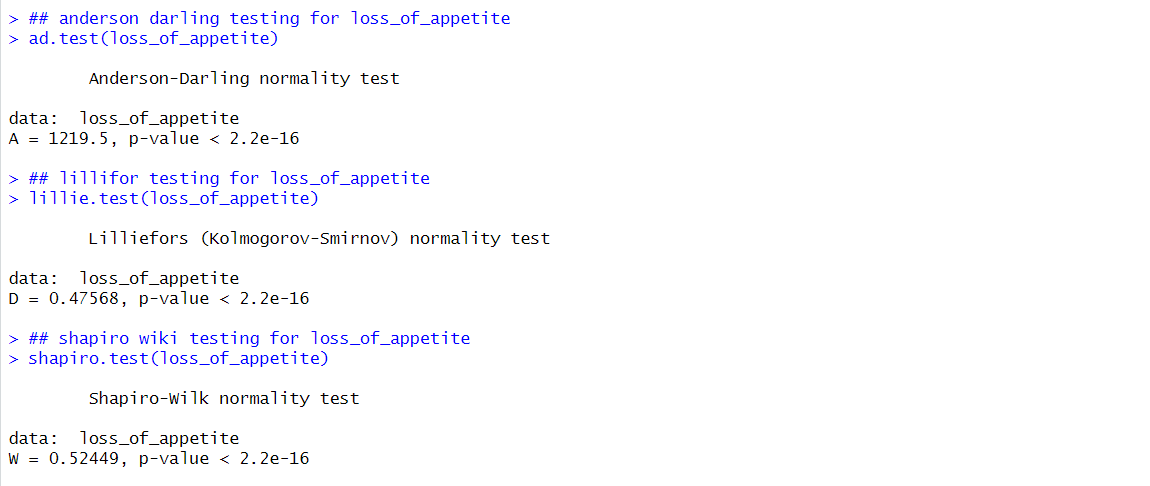 > ## anderson darling testing for loss_of_appetite
> ad.test(loss_of_appetite)
Anderson-Darling normality test
data:  loss_of_appetite
A = 1219.5, p-value < 2.2e-16
> ## lillifor testing for loss_of_appetite
> lillie.test(loss_of_appetite)
Lilliefors (Kolmogorov-Smirnov) normality test
data:  loss_of_appetite
D = 0.47568, p-value < 2.2e-16
> ## shapiro wiki testing for loss_of_appetite
> shapiro.test(loss_of_appetite)
Shapiro-Wilk normality test
data:  loss_of_appetite
W = 0.52449, p-value < 2.2e-16